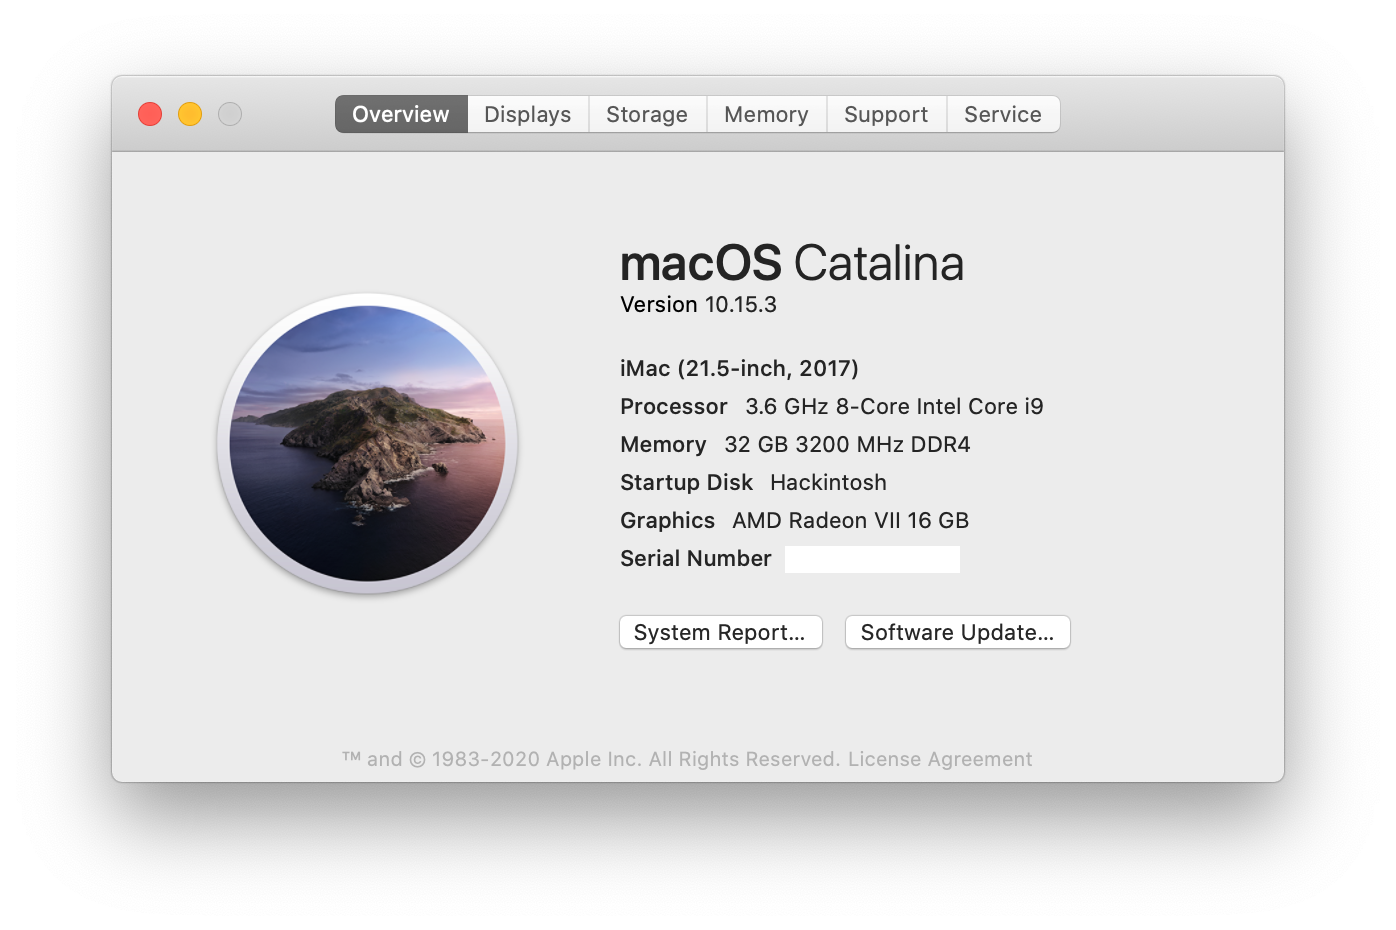 Overview Displays Storage Memory Support Service
macOS Catalina
Version 10.15.3
iMac (21.5-inch, 2017)
Processor 3.6 GHz 8-Core Intel Core i9
Memory 32 GB 3200 MHz DDR4
Startup Disk Hackintosh
Graphics AMD Radeon VII 16 GB
Serial Number
System Report... Software Update...
™ and © 1983-2020 Apple Inc. All Rights Reserved. License Agreement